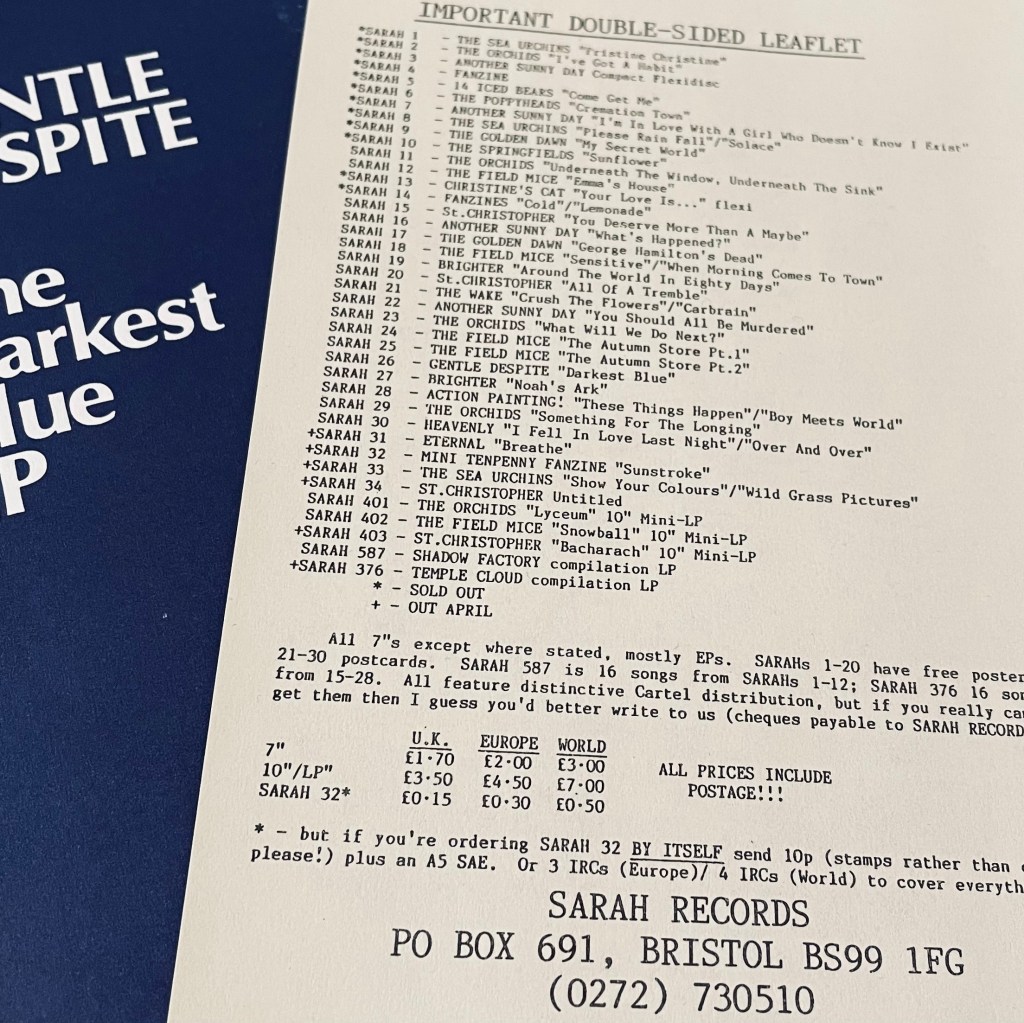 NTLE
SPITE
he
arkest
lue
P
IMPORTANT DOUBLE-SIDED LEAFLET
*SARAH 1 - THE SEA URCHINS "Pristine Christine"
*SARAH 2 - THE ORCHIDS "I've Got A Habit"
*SARAH 3 - ANOTHER SUNNY DAY Compact Flexidisc
*SARAH 4 - FANZINE
*SARAH 5 - 14 ICED BEARS "Come Get Me"
*SARAH 6 - THE POPPYHEADS "Cremation Town"
*SARAH 7 - ANOTHER SUNNY DAY "I'm In Love With A Girl Who Doesn't Know I Exist"
*SARAH 8 - THE SEA URCHINS "Please Rain Fall"/"Solace"
*SARAH 9 - THE GOLDEN DAWN "My Secret World"
*SARAH 10 - THE SPRINGFIELDS "Sunflower"
SARAH 11 - THE ORCHIDS "Underneath The Window, Underneath The Sink"
SARAH 12 - THE FIELD MICE "Emma's House"
*SARAH 13 - CHRISTINE'S CAT "Your Love Is..." flexi
*SARAH 14 - FANZINES "Cold"/"Lemonade"
SARAH 15 - St.CHRISTOPHER "You Deserve More Than A Maybe"
SARAH 16 - ANOTHER SUNNY DAY "What's Happened?"
SARAH 17 - THE GOLDEN DAWN "George Hamilton's Dead"
SARAH 18 - THE FIELD MICE "Sensitive"/"When Morning Comes To Town"
SARAH 19 - BRIGHTER "Around The World In Eighty Days"
SARAH 20 - St.CHRISTOPHER "All Of A Tremble"
SARAH 21 - THE WAKE "Crush The Flowers"/"Carbrain"
SARAH 22 - ANOTHER SUNNY DAY "You Should All Be Murdered"
SARAH 23 - THE ORCHIDS "What Will We Do Next?"
SARAH 24 - THE FIELD MICE "The Autumn Store Pt.1"
SARAH 25 - THE FIELD MICE "The Autumn Store Pt.2"
SARAH 26 - GENTLE DESPITE "Darkest Blue"
SARAH 27 - BRIGHTER "Noah's Ark"
SARAH 28 - ACTION PAINTING! "These Things Happen"/"Boy Meets World"
SARAH 29 - THE ORCHIDS "Something For The Longing"
SARAH 30 - HEAVENLY "I Fell In Love Last Night"/"Over And Over"
+SARAH 31 - ETERNAL "Breathe"
+SARAH 32 - MINI TENPENNY FANZINE "Sunstroke"
+SARAH 33 - THE SEA URCHINS "Show Your Colours"/"Wild Grass Pictures"
+SARAH 34 - ST.CHRISTOPHER Untitled
SARAH 401 - THE ORCHIDS "Lyceum" 10" Mini-LP
SARAH 402 - THE FIELD MICE "Snowball" 10" Mini-LP
+SARAH 403 - ST.CHRISTOPHER "Bacharach" 10" Mini-LP
SARAH 587 - SHADOW FACTORY compilation LP
+SARAH 376 - TEMPLE CLOUD compilation LP
* - SOLD OUT
+ - OUT APRIL
All 7"s except where stated, mostly EPs. SARAHs 1-20 have free poster
21-30 postcards. SARAH 587 is 16 songs from SARAHs 1-12; SARAH 376 16 so
from 15-28. All feature distinctive Cartel distribution, but if you really ca
get them then I guess you'd better write to us (cheques payable to SARAH RECORD
U.K. EUROPE WORLD
7" £1·70 £2·00 £3·00
10"/LP" £3·50 £4·50 £7·00
SARAH 32* £0·15 £0·30 £0·50
ALL PRICES INCLUDE
POSTAGE!!!
* - but if you're ordering SARAH 32 BY ITSELF send 10p (stamps rather than
please!) plus an A5 SAE. Or 3 IRCs (Europe)/ 4 IRCs (World) to cover everyth
SARAH RECORDS
PO BOX 691, BRISTOL BS99 1FG
(0272) 730510